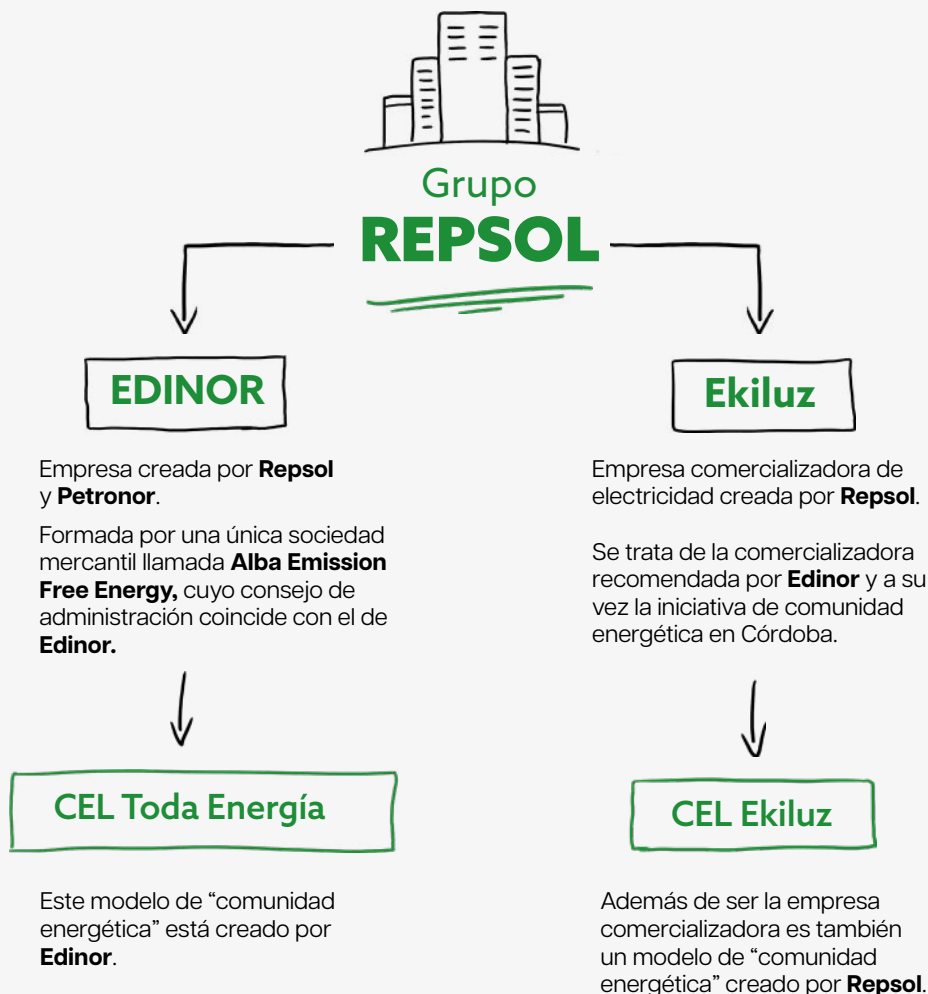 Grupo
REPSOL
EDINOR
Empresa creada por Repsol
y Petronor.
Formada por una única sociedad
mercantil llamada Alba Emission
Free Energy, cuyo consejo de
administración coincide con el de
Edinor.
CEL Toda Energía
Este modelo de “comunidad
energética” está creado por
Edinor.
Ekiluz
Empresa comercializadora de
electricidad creada por Repsol.
Se trata de la comercializadora
recomendada por Edinor y a su
vez la iniciativa de comunidad
energética en Córdoba.
CEL Ekiluz
Además de ser la empresa
comercializadora es también
un modelo de “comunidad
energética” creado por Repsol.